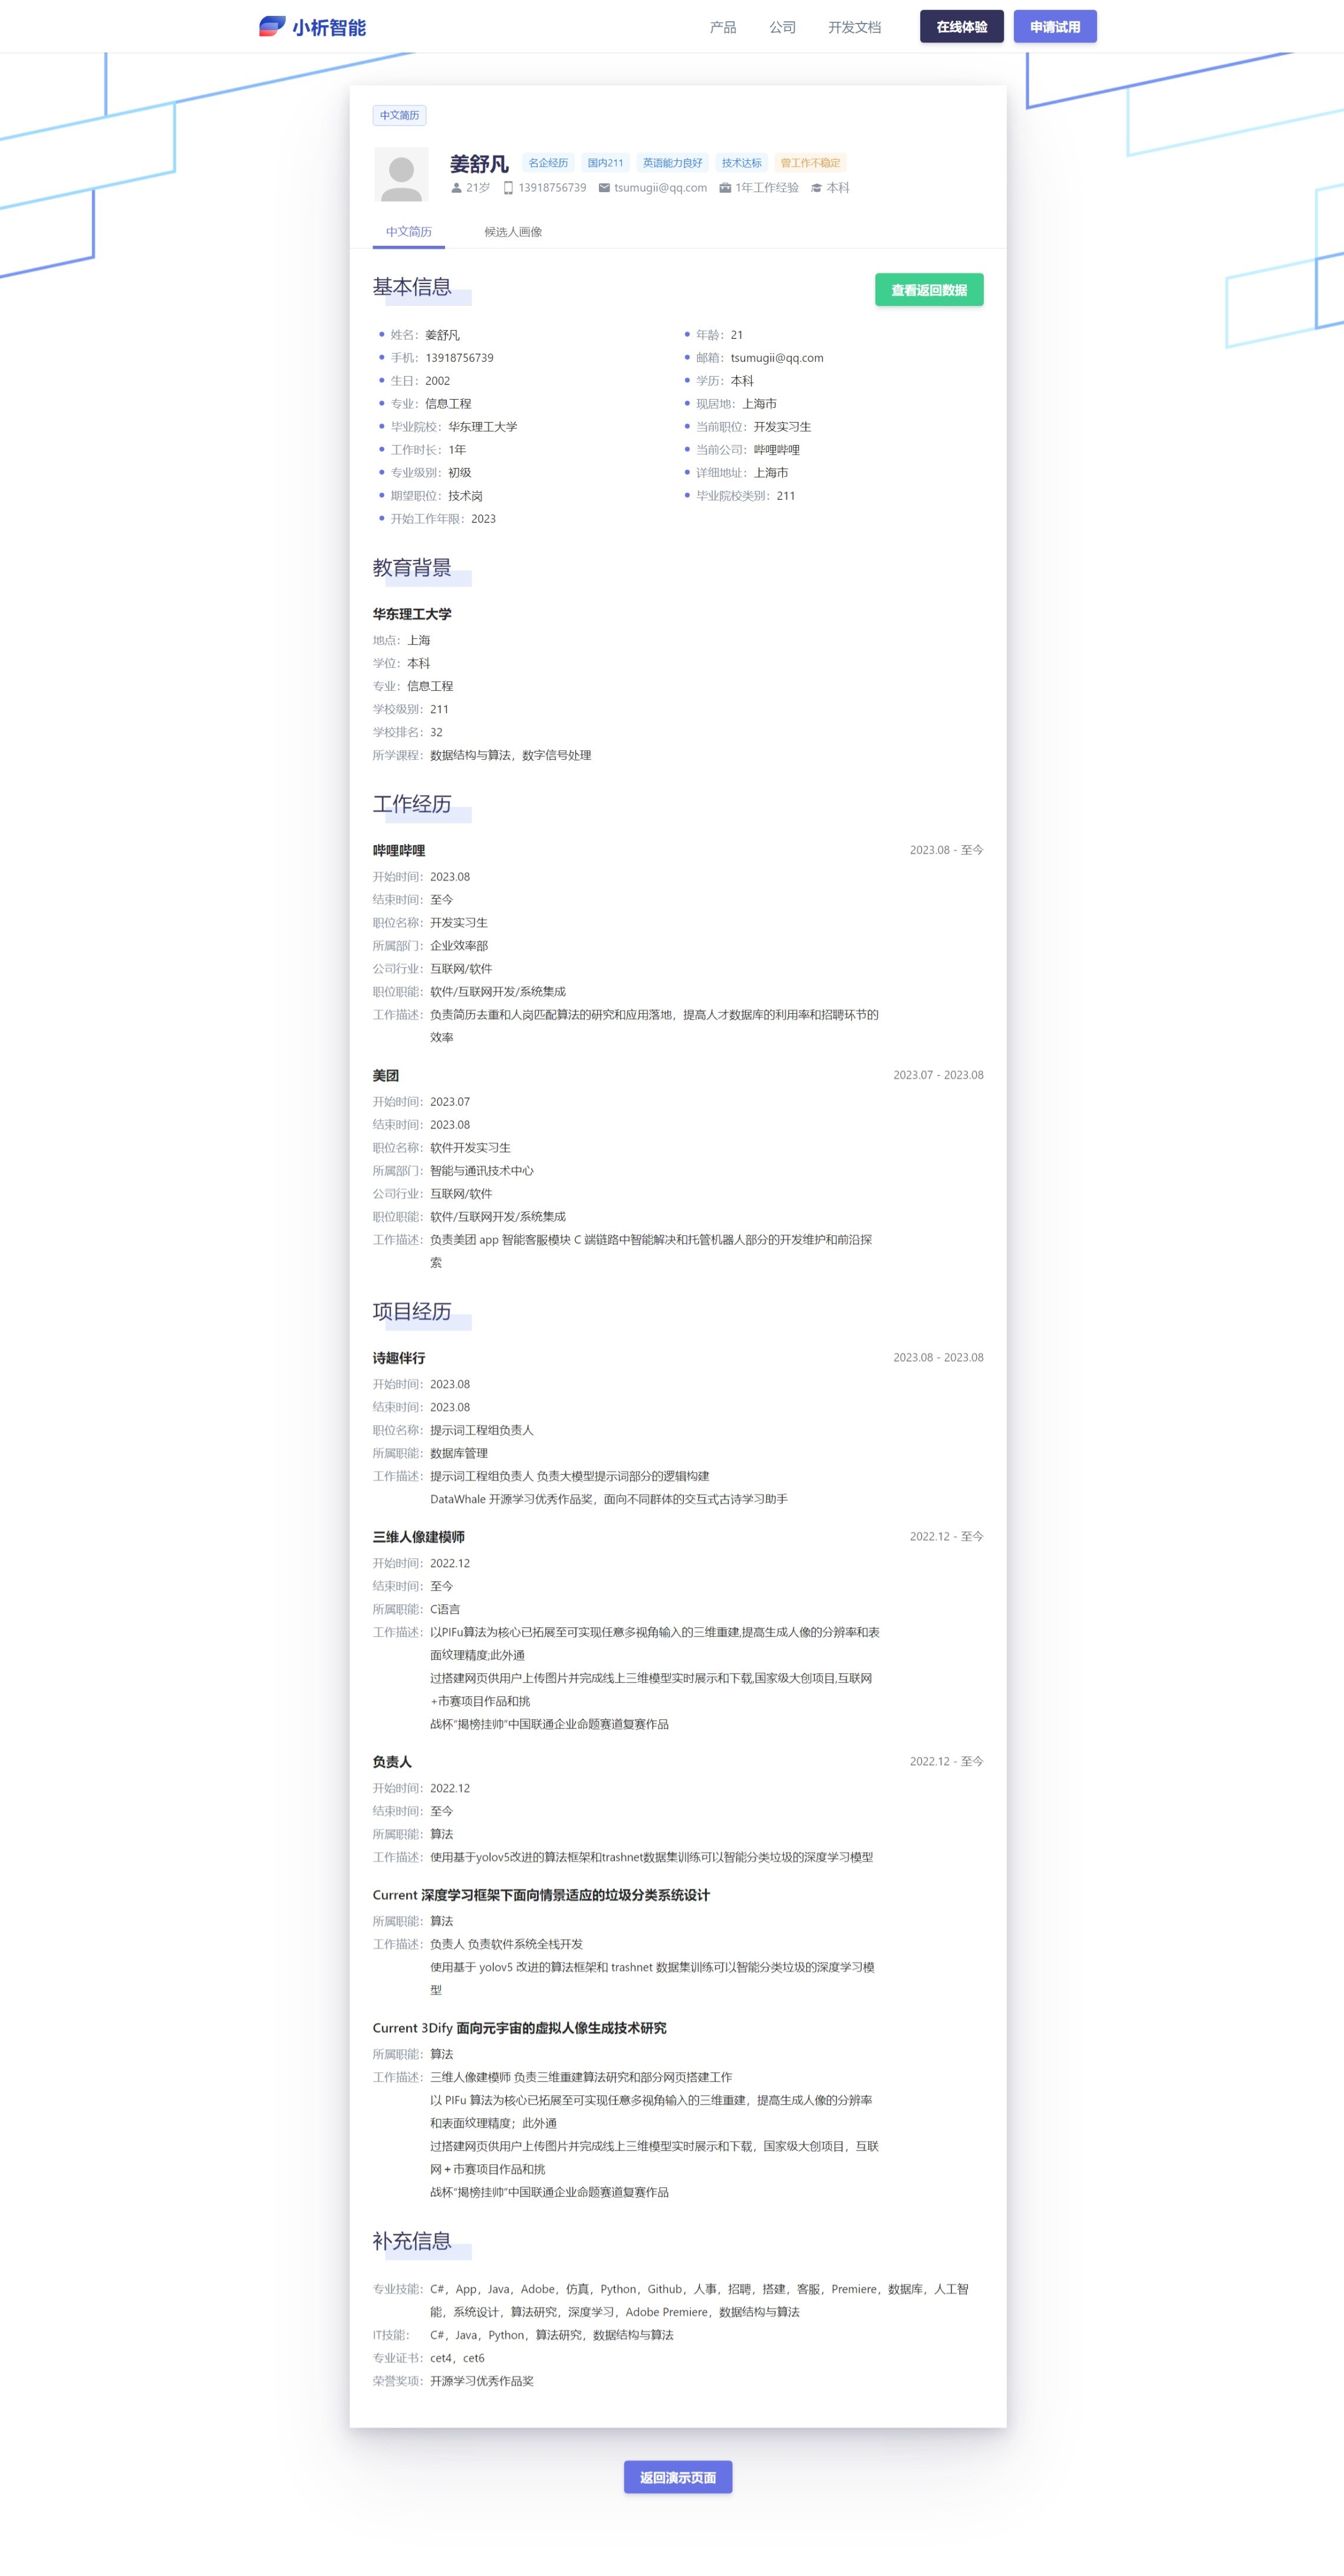 小析智能
产品 公司 开发文档 在线体验 申请试用
中文简历
姜舒凡 名企经历 国内211 英语能力良好 技术达标 曾工作不稳定
21岁 13918756739 tsumugii@qq.com 1年工作经验 本科
中文简历 候选人画像
基本信息 查看返回数据
姓名：姜舒凡 年龄：21
手机：13918756739 邮箱：tsumugii@qq.com
生日：2002 学历：本科
专业：信息工程 现居地：上海市
毕业院校：华东理工大学 当前职位：开发实习生
工作时长：1年 当前公司：哔哩哔哩
专业级别：初级 详细地址：上海市
期望职位：技术岗 毕业院校类别：211
开始工作年限：2023
教育背景
华东理工大学
地点：上海
学位：本科
专业：信息工程
学校级别：211
学校排名：32
所学课程：数据结构与算法，数字信号处理
工作经历
哔哩哔哩 2023.08 - 至今
开始时间：2023.08
结束时间：至今
职位名称：开发实习生
所属部门：企业效率部
公司行业：互联网/软件
职位职能：软件/互联网开发/系统集成
工作描述：负责简历去重和人岗匹配算法的研究和应用落地，提高人才数据库的利用率和招聘环节的
效率
美团 2023.07 - 2023.08
开始时间：2023.07
结束时间：2023.08
职位名称：软件开发实习生
所属部门：智能与通讯技术中心
公司行业：互联网/软件
职位职能：软件/互联网开发/系统集成
工作描述：负责美团 app 智能客服模块 C 端链路中智能解决和托管机器人部分的开发维护和前沿探
索
项目经历
诗趣伴行 2023.08 - 2023.08
开始时间：2023.08
结束时间：2023.08
职位名称：提示词工程组负责人
所属职能：数据库管理
工作描述：提示词工程组负责人 负责大模型提示词部分的逻辑构建
DataWhale 开源学习优秀作品奖，面向不同群体的交互式古诗学习助手
三维人像建模师 2022.12 - 至今
开始时间：2022.12
结束时间：至今
所属职能：C语言
工作描述：以PIFu算法为核心已拓展至可实现任意多视角输入的三维重建,提高生成人像的分辨率和表
面纹理精度;此外通
过搭建网页供用户上传图片并完成线上三维模型实时展示和下载,国家级大创项目,互联网
+市赛项目作品和挑
战杯“揭榜挂帅”中国联通企业命题赛道复赛作品
负责人 2022.12 - 至今
开始时间：2022.12
结束时间：至今
所属职能：算法
工作描述：使用基于yolov5改进的算法框架和trashnet数据集训练可以智能分类垃圾的深度学习模型
Current 深度学习框架下面向情景适应的垃圾分类系统设计
所属职能：算法
工作描述：负责人 负责软件系统全栈开发
使用基于 yolov5 改进的算法框架和 trashnet 数据集训练可以智能分类垃圾的深度学习模
型
Current 3Dify 面向元宇宙的虚拟人像生成技术研究
所属职能：算法
工作描述：三维人像建模师 负责三维重建算法研究和部分网页搭建工作
以 PIFu 算法为核心已拓展至可实现任意多视角输入的三维重建，提高生成人像的分辨率
和表面纹理精度；此外通
过搭建网页供用户上传图片并完成线上三维模型实时展示和下载，国家级大创项目，互联
网 + 市赛项目作品和挑
战杯“揭榜挂帅”中国联通企业命题赛道复赛作品
补充信息
专业技能：C#，App，Java，Adobe，仿真，Python，Github，人事，招聘，搭建，客服，Premiere，数据库，人工智
能，系统设计，算法研究，深度学习，Adobe Premiere，数据结构与算法
IT技能：C#，Java，Python，算法研究，数据结构与算法
专业证书：cet4，cet6
荣誉奖项：开源学习优秀作品奖
返回演示页面